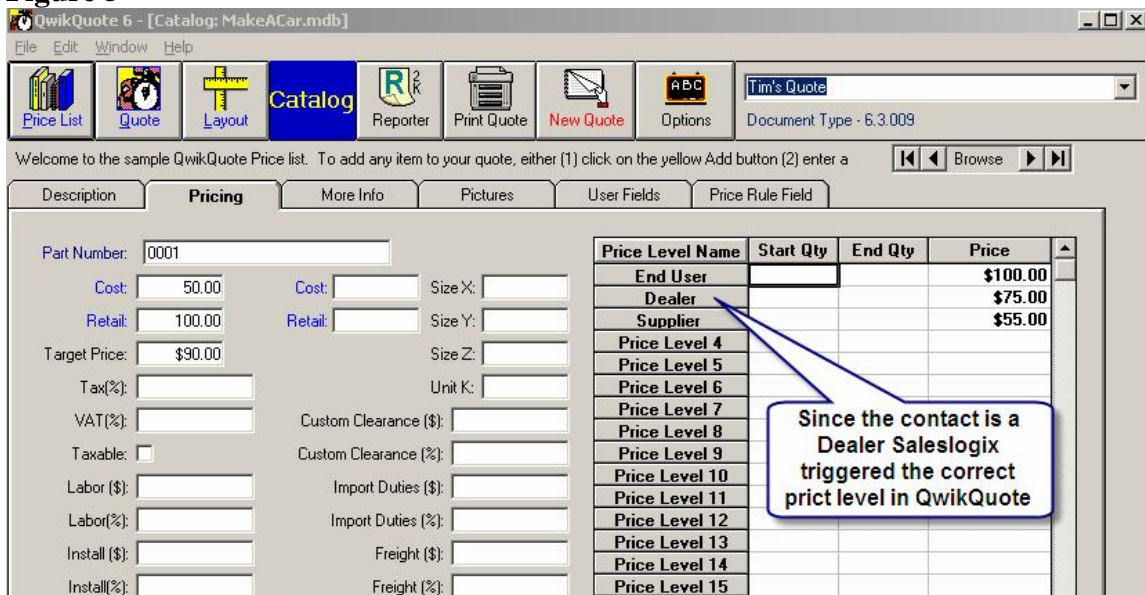 QwikQuote 6 - [Catalog: MakeACar.mdb]
File Edit Window Help
Price List
Quote
Layout
Catalog
Reporter
Print Quote
New Quote
ABC
Options
Tim's Quote
Document Type - 6.3.009
Welcome to the sample QwikQuote Price list. To add any item to your quote, either (1) click on the yellow Add button (2) enter a
Browse
Description Pricing More Info Pictures User Fields Price Rule Field
Part Number: 0001
Cost: 50.00 Cost: Size X:
Retail: 100.00 Retail: Size Y:
Target Price: $90.00 Size Z:
Tax(%): Unit K:
VAT(%): Custom Clearance ($):
Taxable: Custom Clearance (%):
Labor ($): Import Duties ($):
Labor(%): Import Duties (%):
Install ($): Freight ($):
Install(%): Freight (%):
Price Level Name Start Qty End Qty Price
End User $100.00
Dealer $75.00
Supplier $55.00
Price Level 4
Price Level 5
Price Level 6
Price Level 7
Price Level 8
Price Level 9
Price Level 10
Price Level 11
Price Level 12
Price Level 13
Price Level 14
Price Level 15
Since the contact is a
Dealer Saleslogix
triggered the correct
prict level in QwikQuote